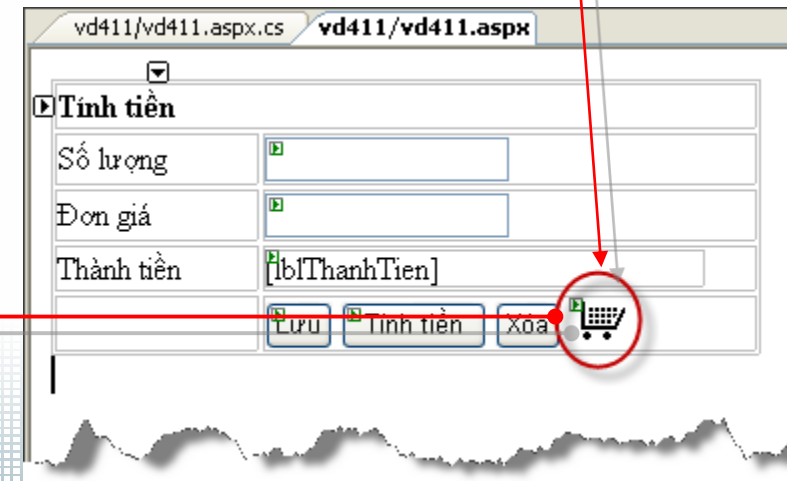 vd411/vd411.aspx.cs vd411/vd411.aspx
Tính tiền
Số lượng
Đơn giá
Thành tiền [lblThanhTien]
Lưu Tính tiền Xóa